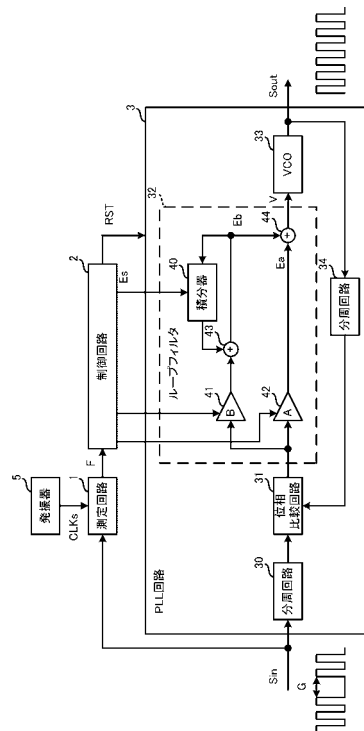 5
発振器
CLKs
1
測定回路
F
2
制御回路
RST
Es
3
PLL回路
32
ループフィルタ
40
積分器
Eb
43
+
41
B
42
A
Ea
44
+
V
33
VCO
Sout
34
分周回路
31
位相
比較回路
30
分周回路
Sin
G